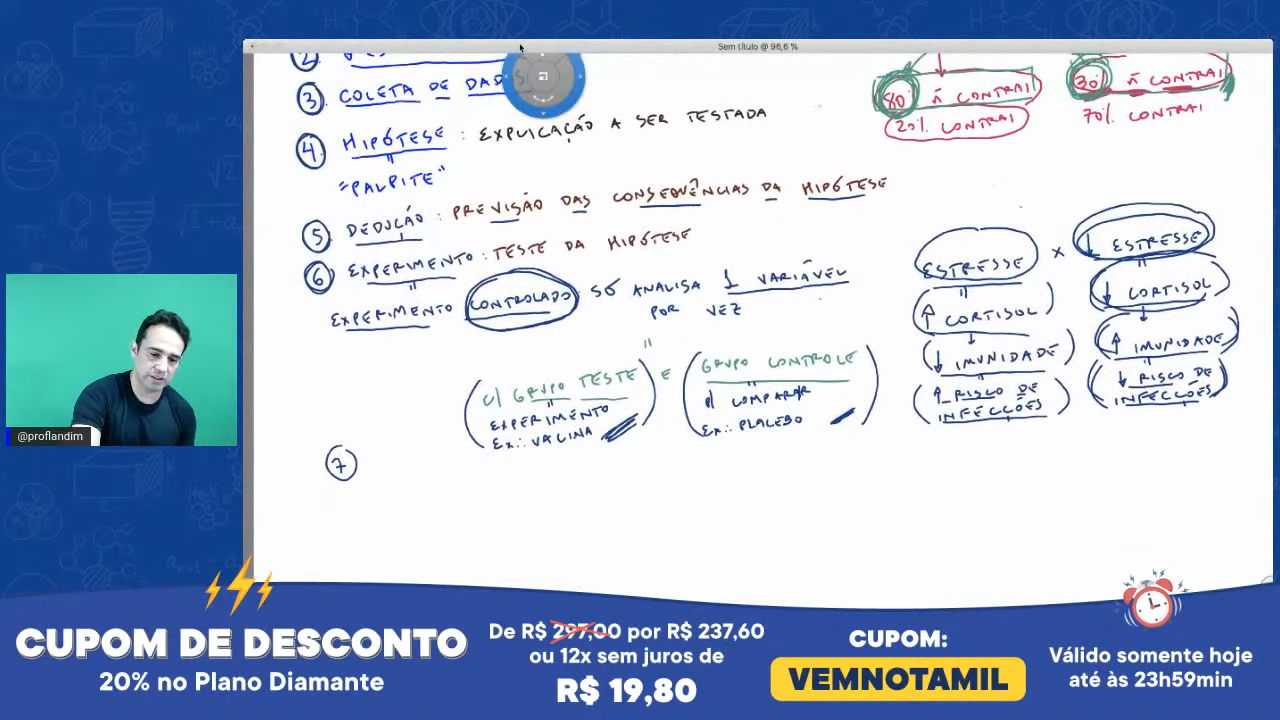 Sem título @ 96,6 %
2
3 COLETA DE DADOS
4 HIPÓTESE : EXPLICAÇÃO A SER TESTADA
"
"PALPITE"
5 DEDUÇÃO : PREVISÃO DAS CONSEQUÊNCIAS DA HIPÓTESE
6 EXPERIMENTO : TESTE DA HIPÓTESE
"
EXPERIMENTO CONTROLADO : SÓ ANALISA 1 VARIÁVEL
POR VEZ
"
(c/ GRUPO TESTE) e (GRUPO CONTROLE)
"
EXPERIMENTO
Ex.: VACINA
"
p/ COMPARAR
Ex.: PLACEBO
7
80 ñ CONTRAI
20% CONTRAI
30% ñ CONTRAI
70% CONTRAI
ESTRESSE x ↓ ESTRESSE
"
↑ CORTISOL
↓
↓ IMUNIDADE
"
↑ RISCO DE
INFECÇÕES
"
↓ CORTISOL
↓
↑ IMUNIDADE
"
↓ RISCO DE
INFECÇÕES
@proflandim
CUPOM DE DESCONTO
20% no Plano Diamante
De R$ 297,00 por R$ 237,60
ou 12x sem juros de
R$ 19,80
CUPOM:
VEMNOTAMIL
Válido somente hoje
até às 23h59min